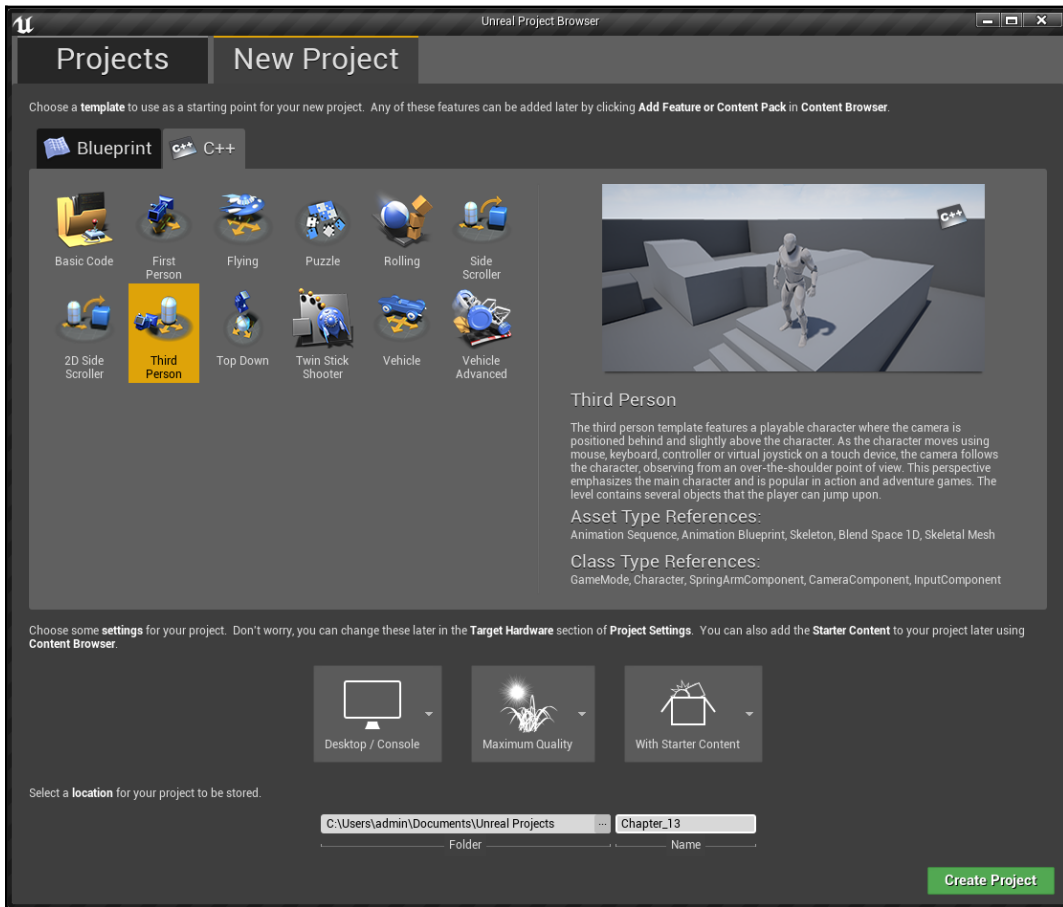 Unreal Project Browser
Projects
New Project
Choose a template to use as a starting point for your new project. Any of these features can be added later by clicking Add Feature or Content Pack in Content Browser.
Blueprint
C++
C++
Basic Code
First
Person
Flying
Puzzle
Rolling
Side
Scroller
2D Side
Scroller
Third
Person
Top Down
Twin Stick
Shooter
Vehicle
Vehicle
Advanced
C++
Third Person
The third person template features a playable character where the camera is
positioned behind and slightly above the character. As the character moves using
mouse, keyboard, controller or virtual joystick on a touch device, the camera follows
the character, observing from an over-the-shoulder point of view. This perspective
emphasizes the main character and is popular in action and adventure games. The
level contains several objects that the player can jump upon.
Asset Type References:
Animation Sequence, Animation Blueprint, Skeleton, Blend Space 1D, Skeletal Mesh
Class Type References:
GameMode, Character, SpringArmComponent, CameraComponent, InputComponent
Choose some settings for your project. Don't worry, you can change these later in the Target Hardware section of Project Settings. You can also add the Starter Content to your project later using
Content Browser.
Desktop / Console
Maximum Quality
With Starter Content
Select a location for your project to be stored.
C:\Users\admin\Documents\Unreal Projects
...
Chapter_13
Folder
Name
Create Project